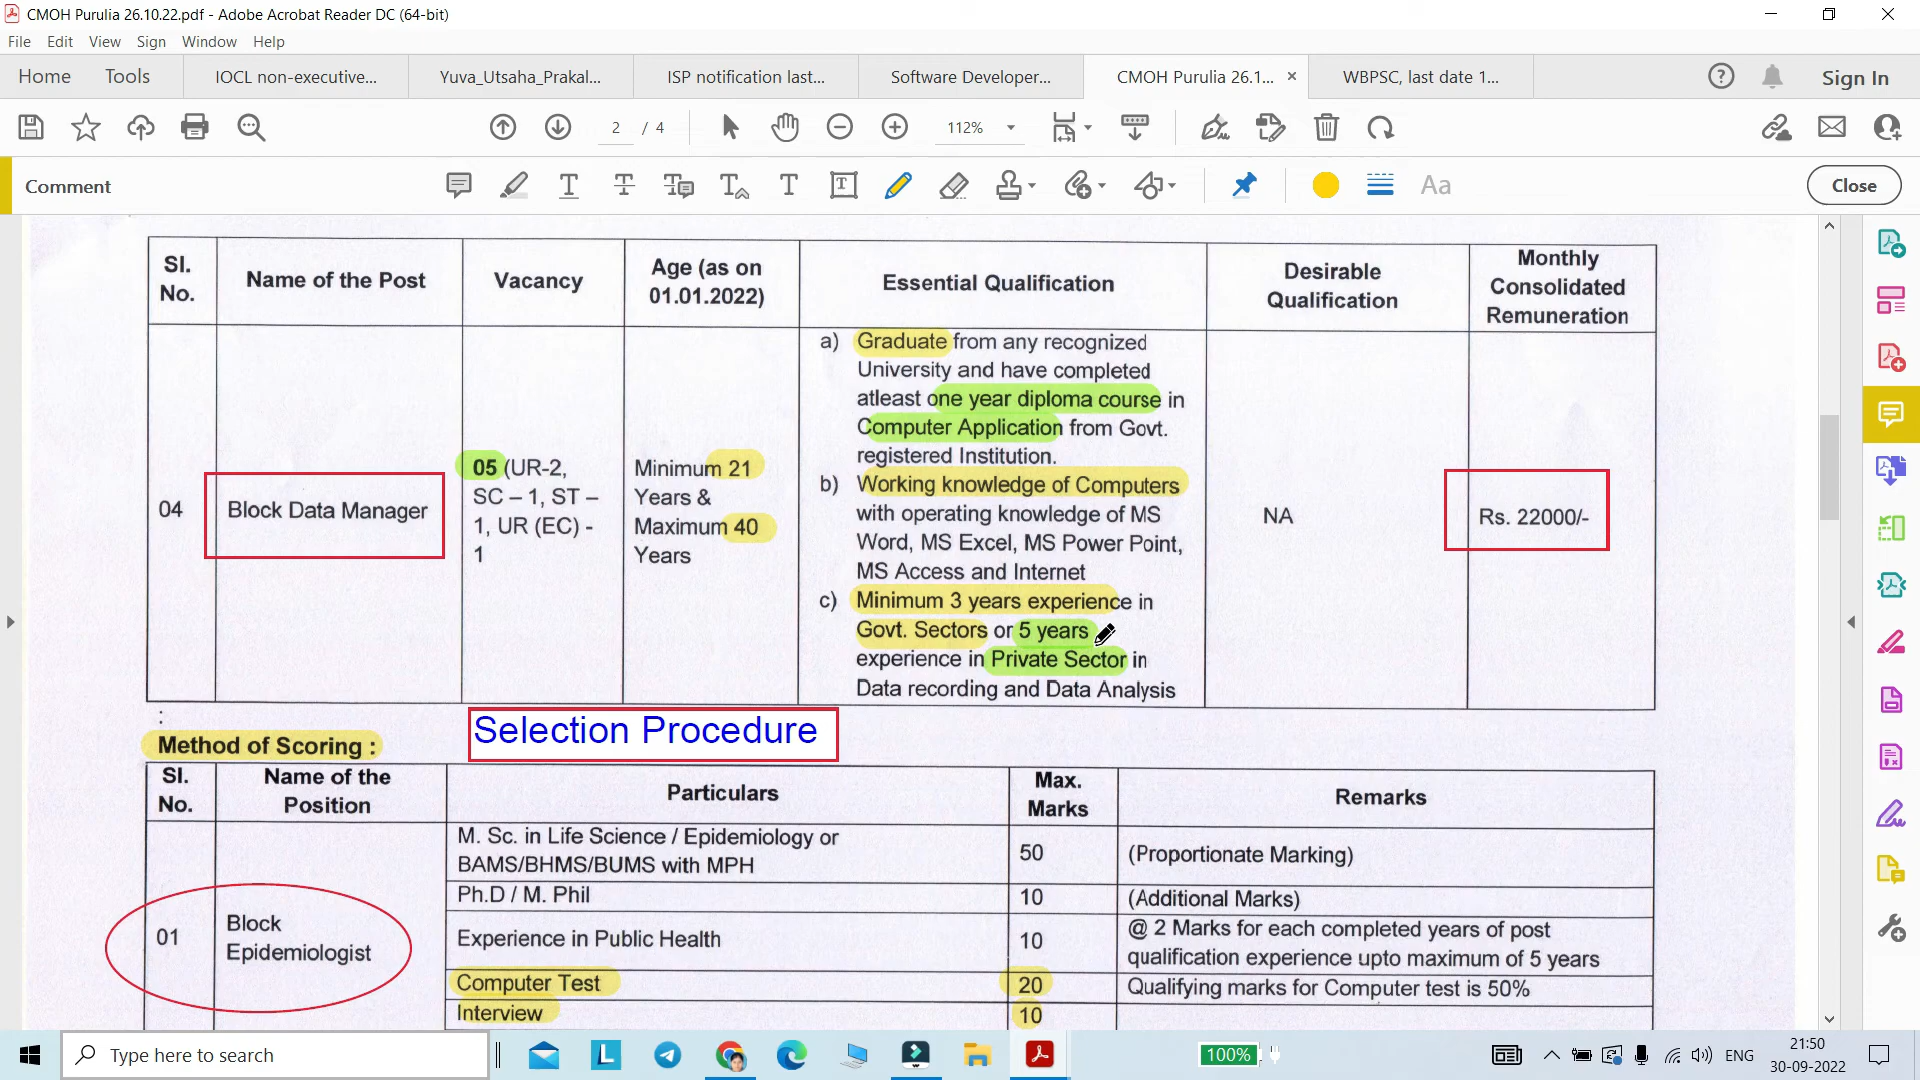 CMOH Purulia 26.10.22.pdf - Adobe Acrobat Reader DC (64-bit)
File Edit View Sign Window Help
Home Tools IOCL non-executive... Yuva_Utsaha_Prakal... ISP notification last... Software Developer... CMOH Purulia 26.1... × WBPSC, last date 1... Sign In
2 / 4 112%
Comment
Aa
Close
Sl. No.
Name of the Post
Vacancy
Age (as on 01.01.2022)
Essential Qualification
Desirable Qualification
Monthly Consolidated Remuneration
04
Block Data Manager
05 (UR-2,
SC – 1, ST –
1, UR (EC) -
1
Minimum 21
Years &
Maximum 40
Years
a) Graduate from any recognized
University and have completed
atleast one year diploma course in
Computer Application from Govt.
registered Institution.
b) Working knowledge of Computers
with operating knowledge of MS
Word, MS Excel, MS Power Point,
MS Access and Internet
c) Minimum 3 years experience in
Govt. Sectors or 5 years
experience in Private Sector in
Data recording and Data Analysis
NA
Rs. 22000/-
:
Selection Procedure
Method of Scoring :
Sl. No.
Name of the Position
Particulars
Max. Marks
Remarks
01
Block
Epidemiologist
M. Sc. in Life Science / Epidemiology or
BAMS/BHMS/BUMS with MPH
50
(Proportionate Marking)
Ph.D / M. Phil
10
(Additional Marks)
Experience in Public Health
10
@ 2 Marks for each completed years of post
qualification experience upto maximum of 5 years
Computer Test
20
Qualifying marks for Computer test is 50%
Interview
10
Type here to search
100%
ENG
21:50
30-09-2022